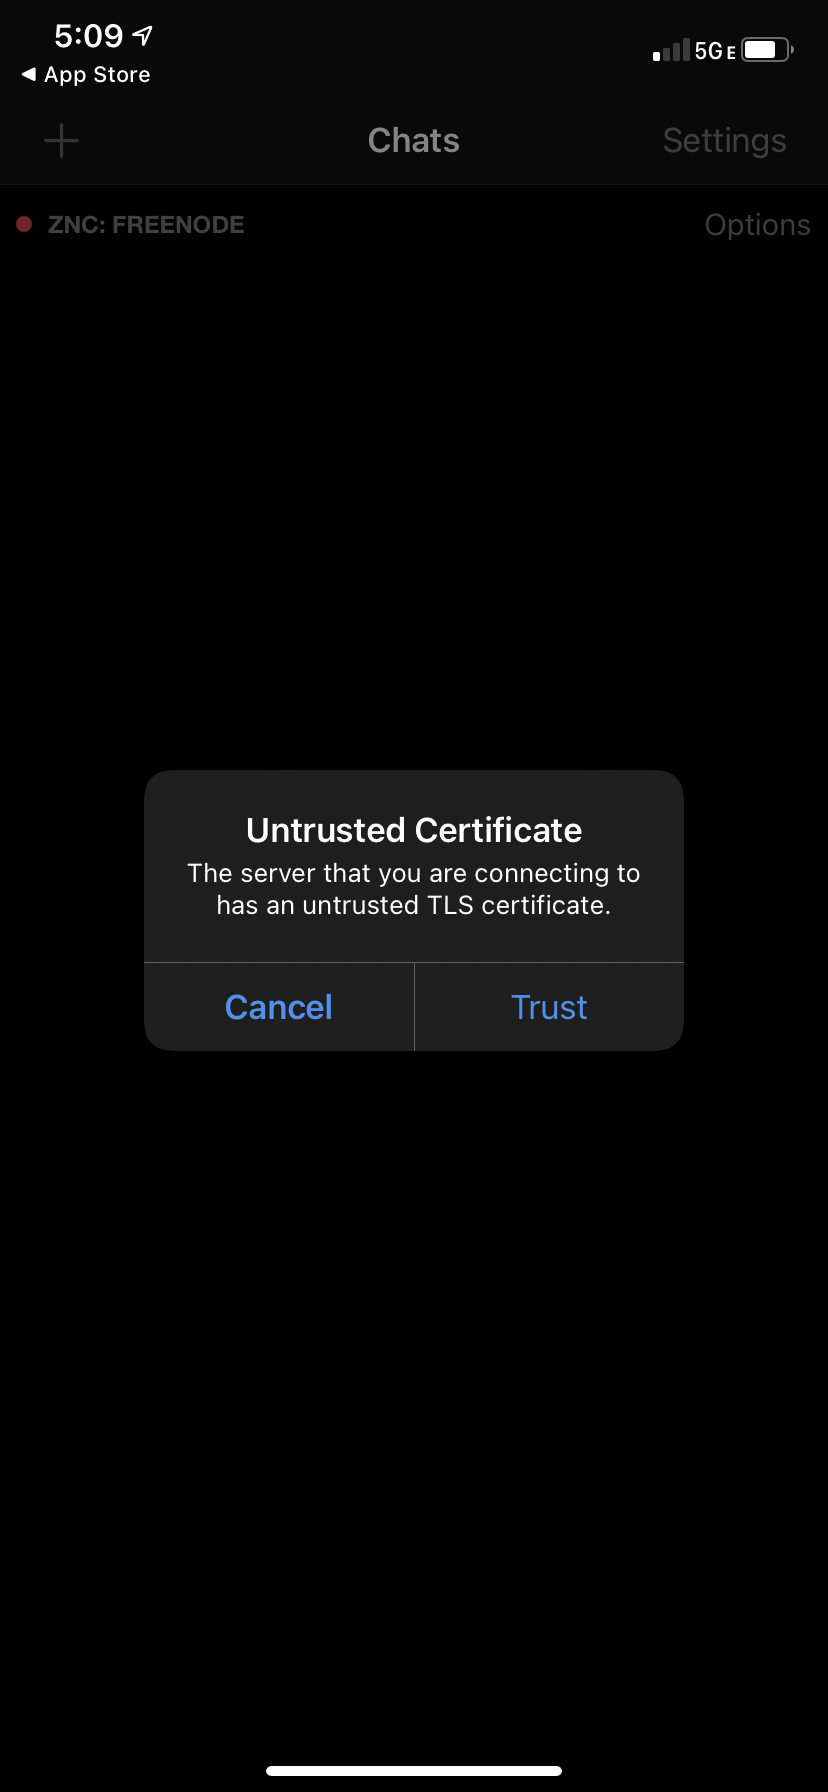 5:09
5G E
App Store
Chats
Settings
ZNC: FREENODE
Options
Untrusted Certificate
The server that you are connecting to
has an untrusted TLS certificate.
Cancel
Trust